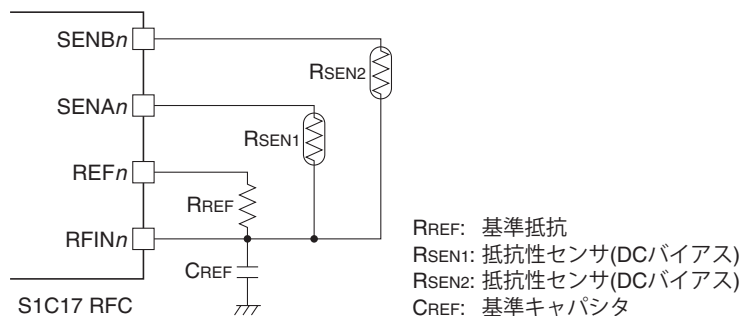 SENBn
RSEN2
SENAn
RSEN1
REFn
RREF
RFINn
CREF
S1C17 RFC
RREF: 基準抵抗
RSEN1: 抵抗性センサ(DCバイアス)
RSEN2: 抵抗性センサ(DCバイアス)
CREF: 基準キャパシタ